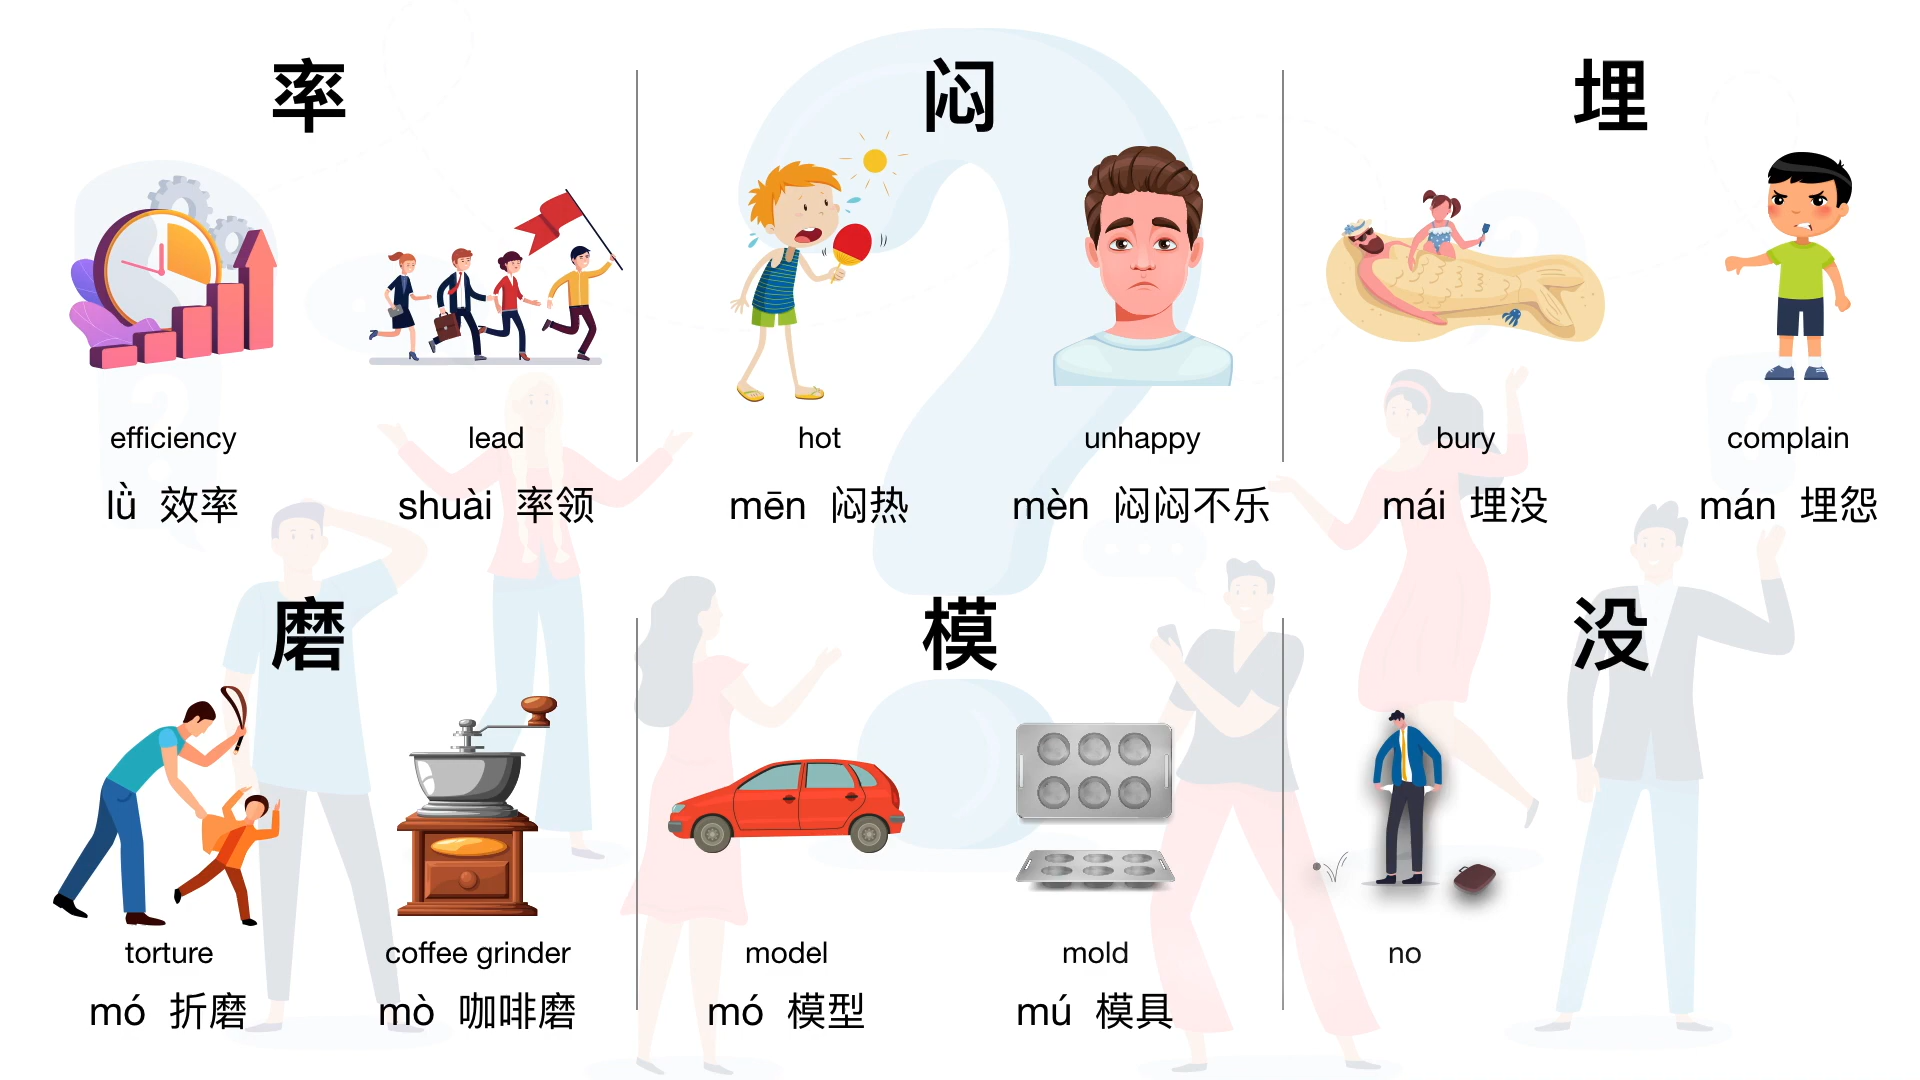 率
闷
埋
efficiency
lead
hot
unhappy
bury
complain
lǜ 效率
shuài 率领
mēn 闷热
mèn 闷闷不乐
mái 埋没
mán 埋怨
磨
模
没
torture
coffee grinder
model
mold
no
mó 折磨
mò 咖啡磨
mó 模型
mú 模具